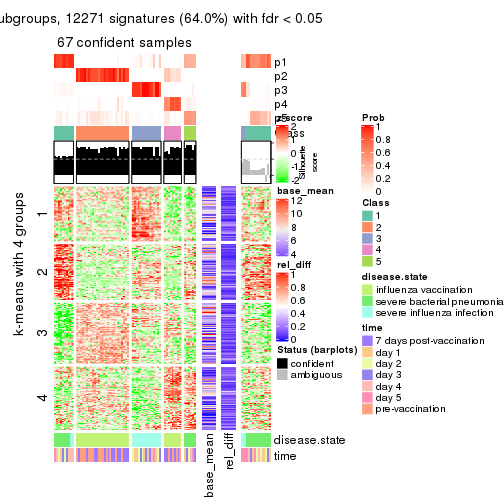 ubgroups, 12271 signatures (64.0%) with fdr < 0.05
67 confident samples
p1
p2
p3
p4
Silhouette
score
k-means with 4 groups
1
2
3
4
base_mean
rel_diff
disease.state
time
z-score
2
1
0
-1
-2
base_mean
12
10
8
6
4
rel_diff
1
0.8
0.6
0.4
0.2
0
Status (barplots)
confident
ambiguous
Prob
1
0.8
0.6
0.4
0.2
0
Class
1
2
3
4
5
disease.state
influenza vaccination
severe bacterial pneumonia
severe influenza infection
time
7 days post-vaccination
day 1
day 2
day 3
day 4
day 5
pre-vaccination